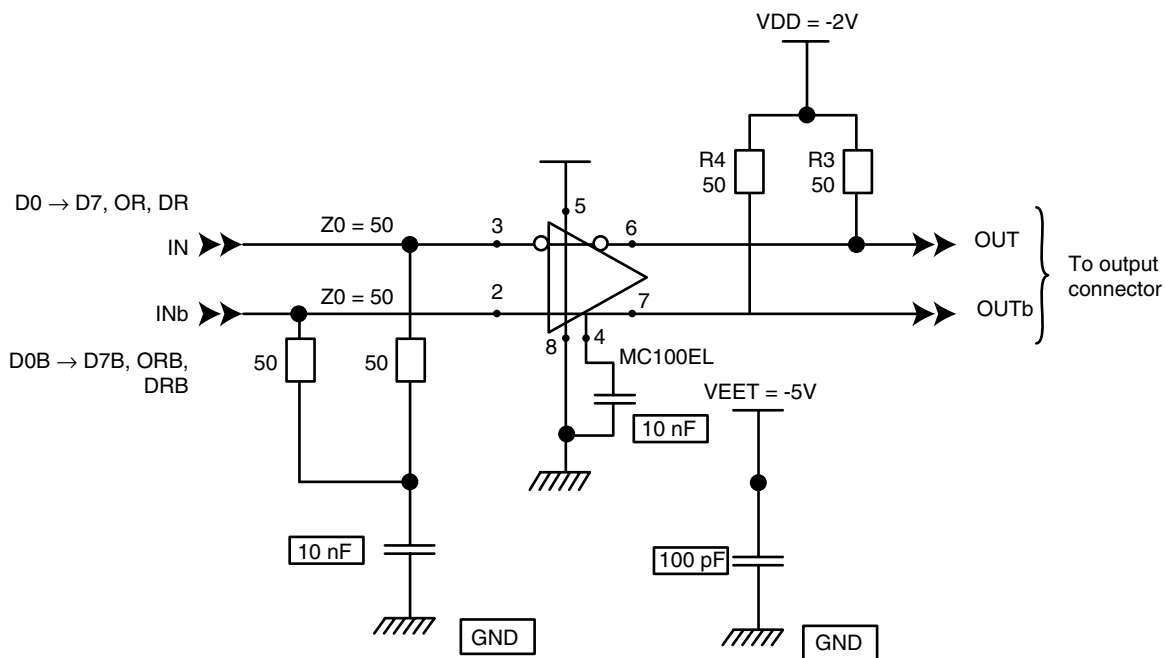 VDD = -2V
R4
50
R3
50
D0 → D7, OR, DR
IN
Z0 = 50
3
5
6
OUT
To output
connector
INb
Z0 = 50
2
7
OUTb
D0B → D7B, ORB,
DRB
50
50
8
4
MC100EL
VEET = -5V
10 nF
10 nF
100 pF
GND
GND